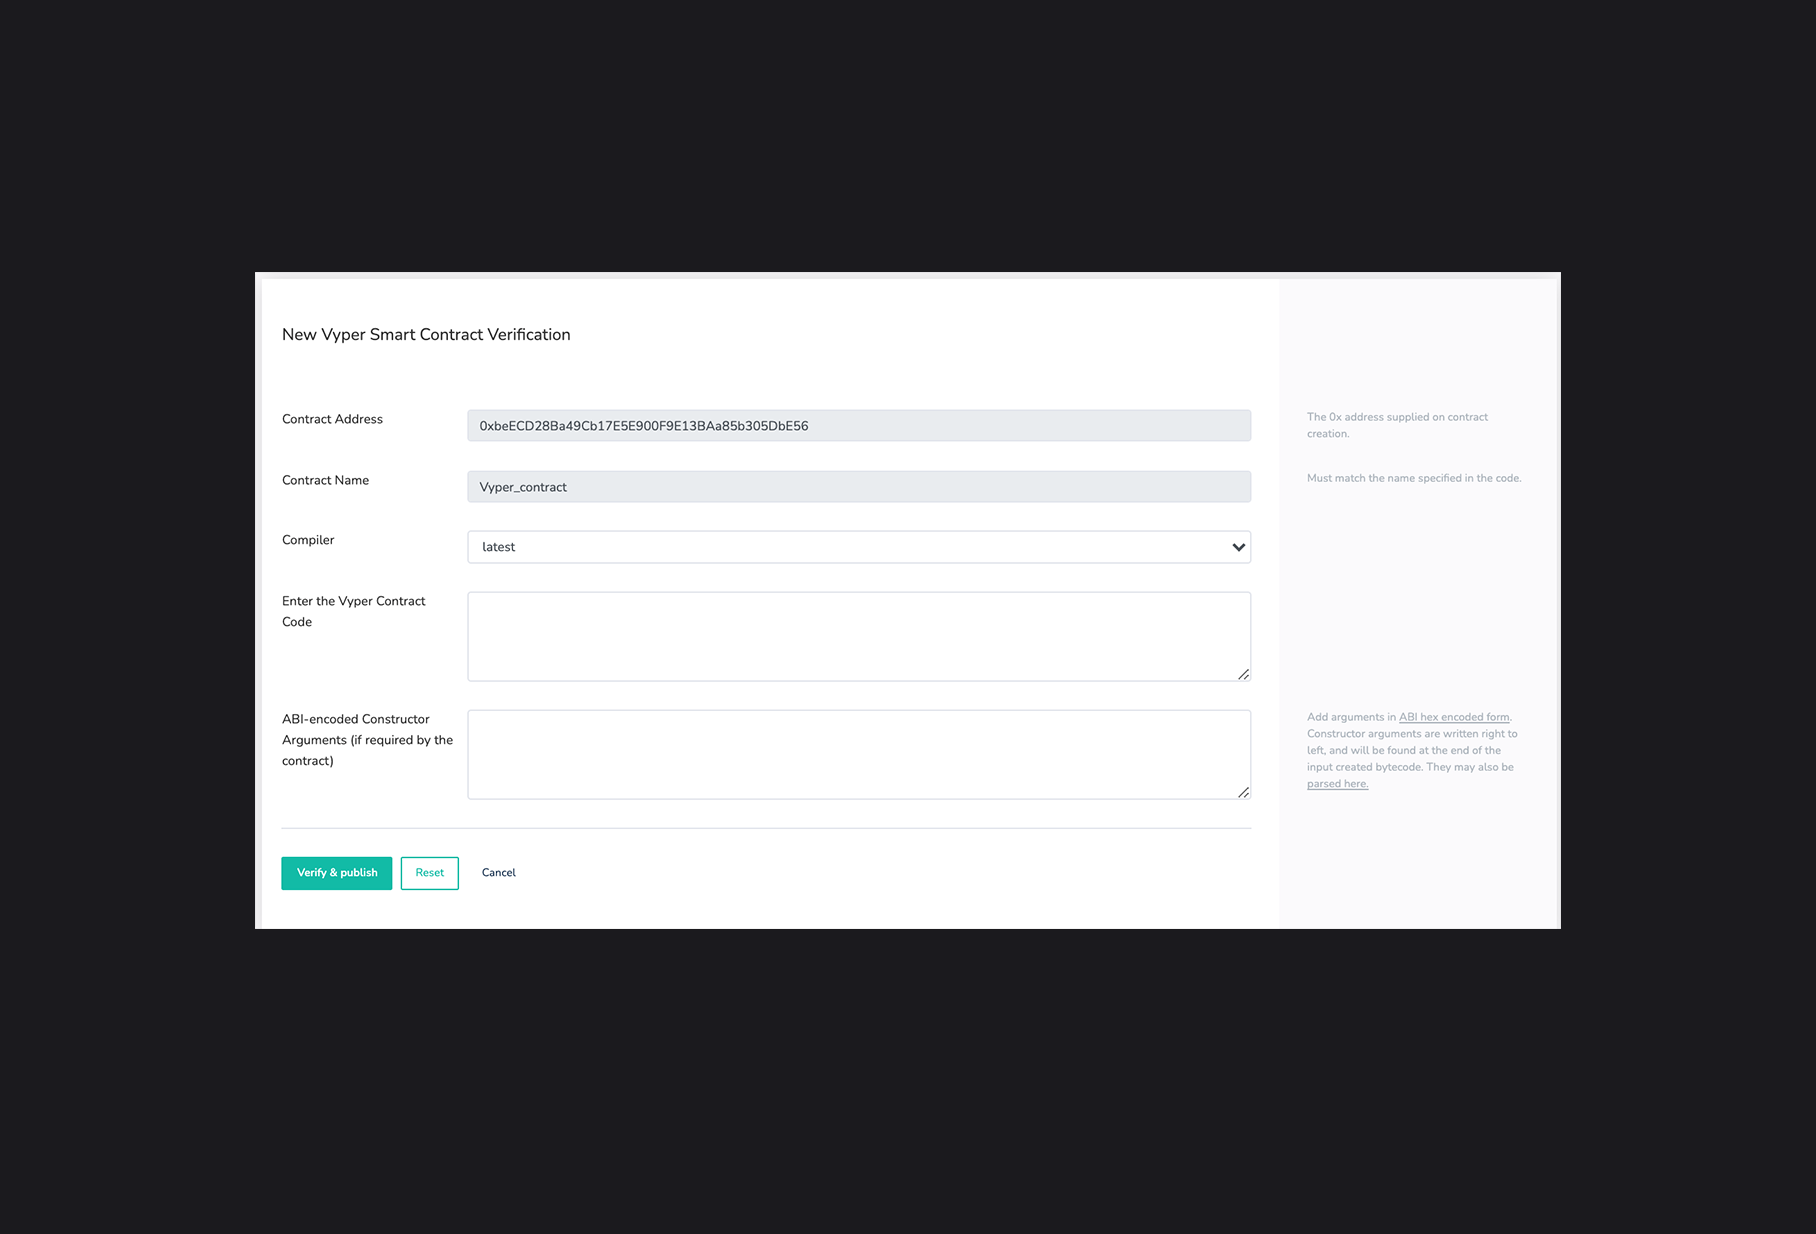 New Vyper Smart Contract Verification
Contract Address
0xbeECD28Ba49Cb17E5E900F9E13BAa85b305DbE56
The 0x address supplied on contract
creation.
Contract Name
Vyper_contract
Must match the name specified in the code.
Compiler
latest
Enter the Vyper Contract
Code
ABI-encoded Constructor
Arguments (if required by the
contract)
Add arguments in ABI hex encoded form.
Constructor arguments are written right to
left, and will be found at the end of the
input created bytecode. They may also be
parsed here.
Verify & publish
Reset
Cancel